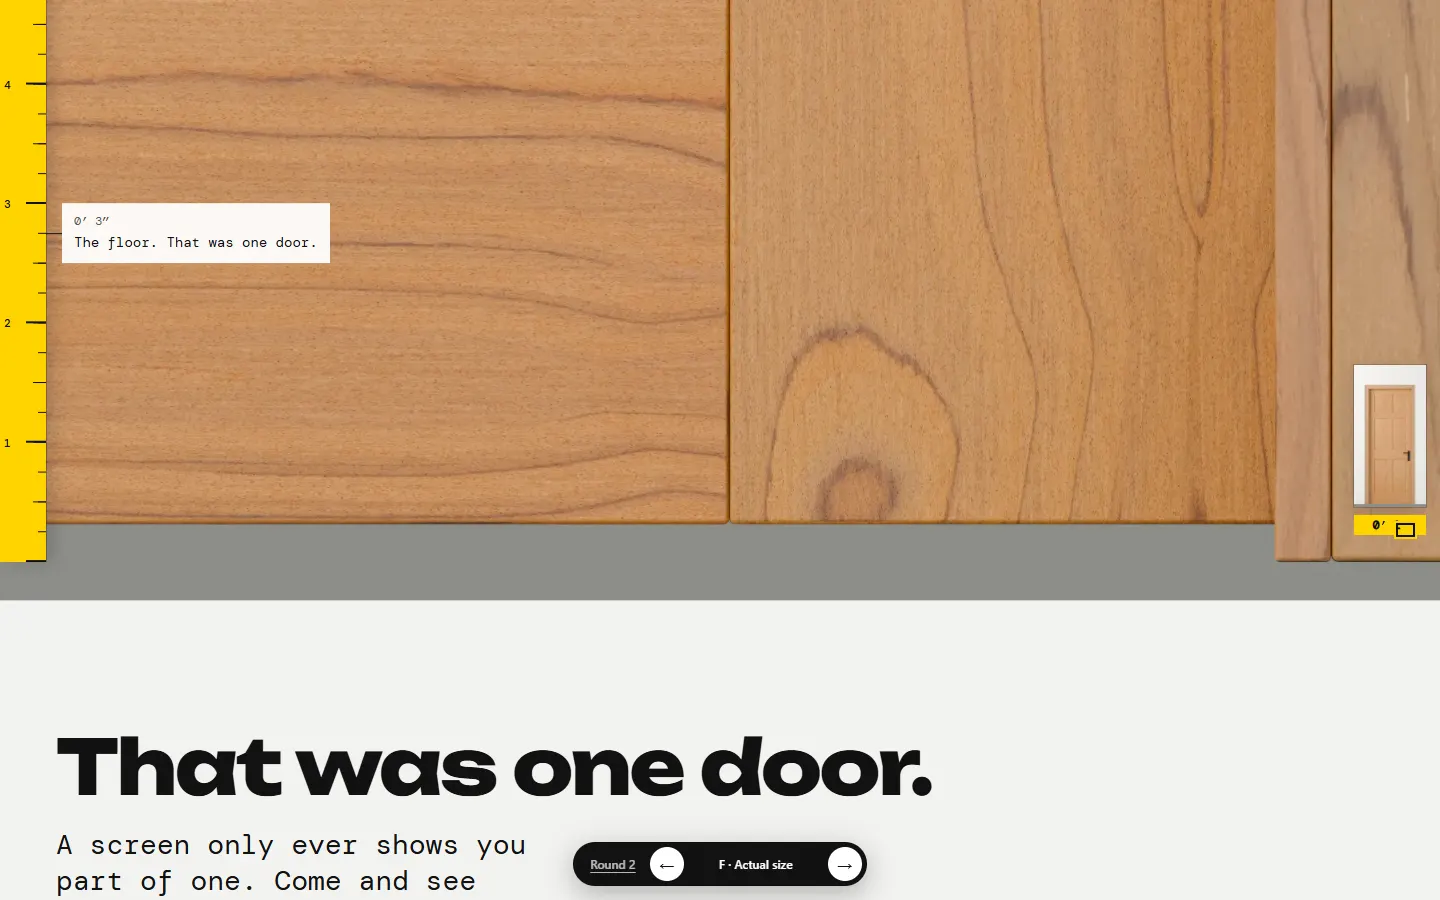 4
3
0′ 3″
The floor. That was one door.
2
1
0′
That was one door.
A screen only ever shows you
part of one. Come and see
Round 2 ← F · Actual size →